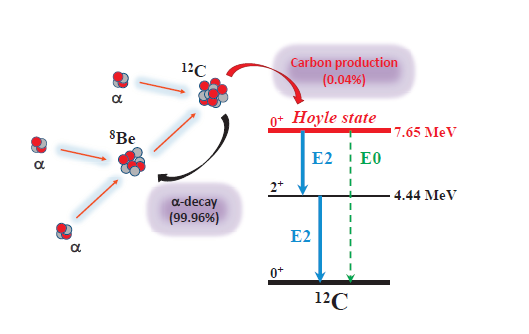 ¹²C
Carbon production
(0.04%)
α
0⁺ Hoyle state
7.65 MeV
⁸Be
E2 E0
α
2⁺
4.44 MeV
α-decay
(99.96%)
E2
α
0⁺
¹²C